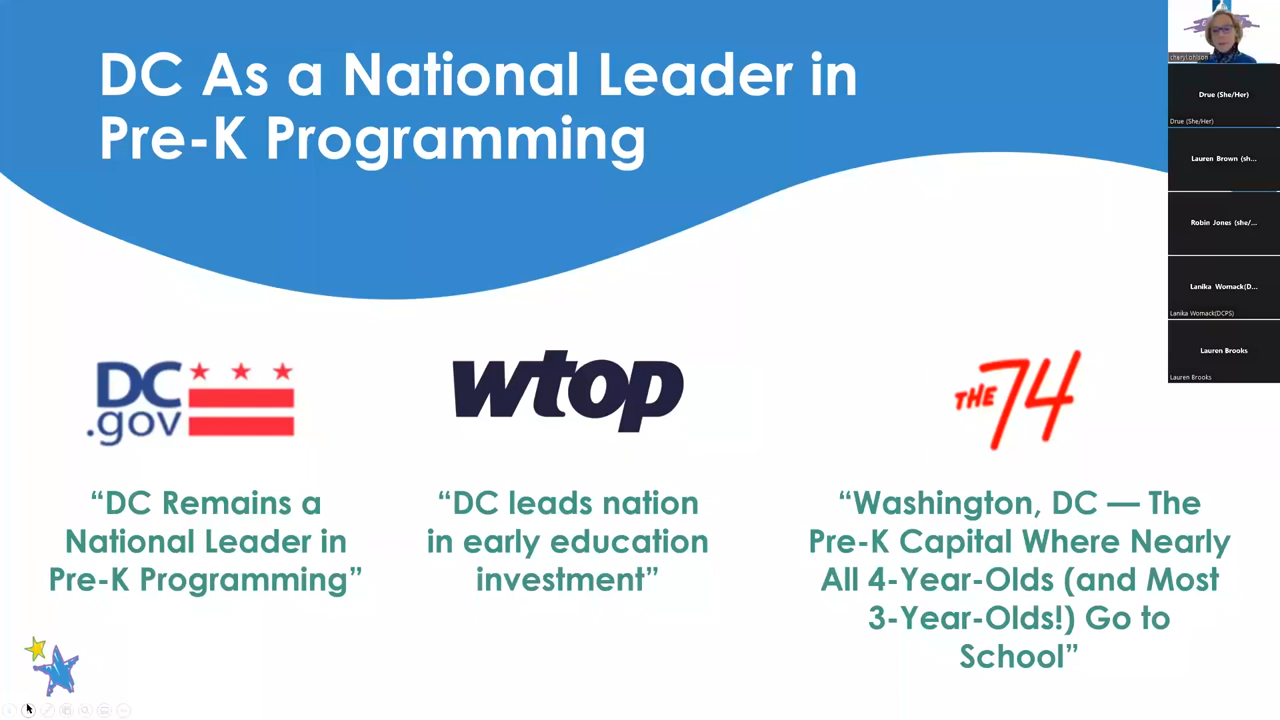 DC As a National Leader in
Pre-K Programming
DC
.gov
wtop
THE 74
“DC Remains a
National Leader in
Pre-K Programming”
“DC leads nation
in early education
investment”
“Washington, DC — The
Pre-K Capital Where Nearly
All 4-Year-Olds (and Most
3-Year-Olds!) Go to
School”
cheryl ohlson
Drue (She/Her)
Drue (She/Her)
Lauren Brown (sh...
Robin Jones (she/...
Lanika Womack(D...
Lanika Womack(DCPS)
Lauren Brooks
Lauren Brooks